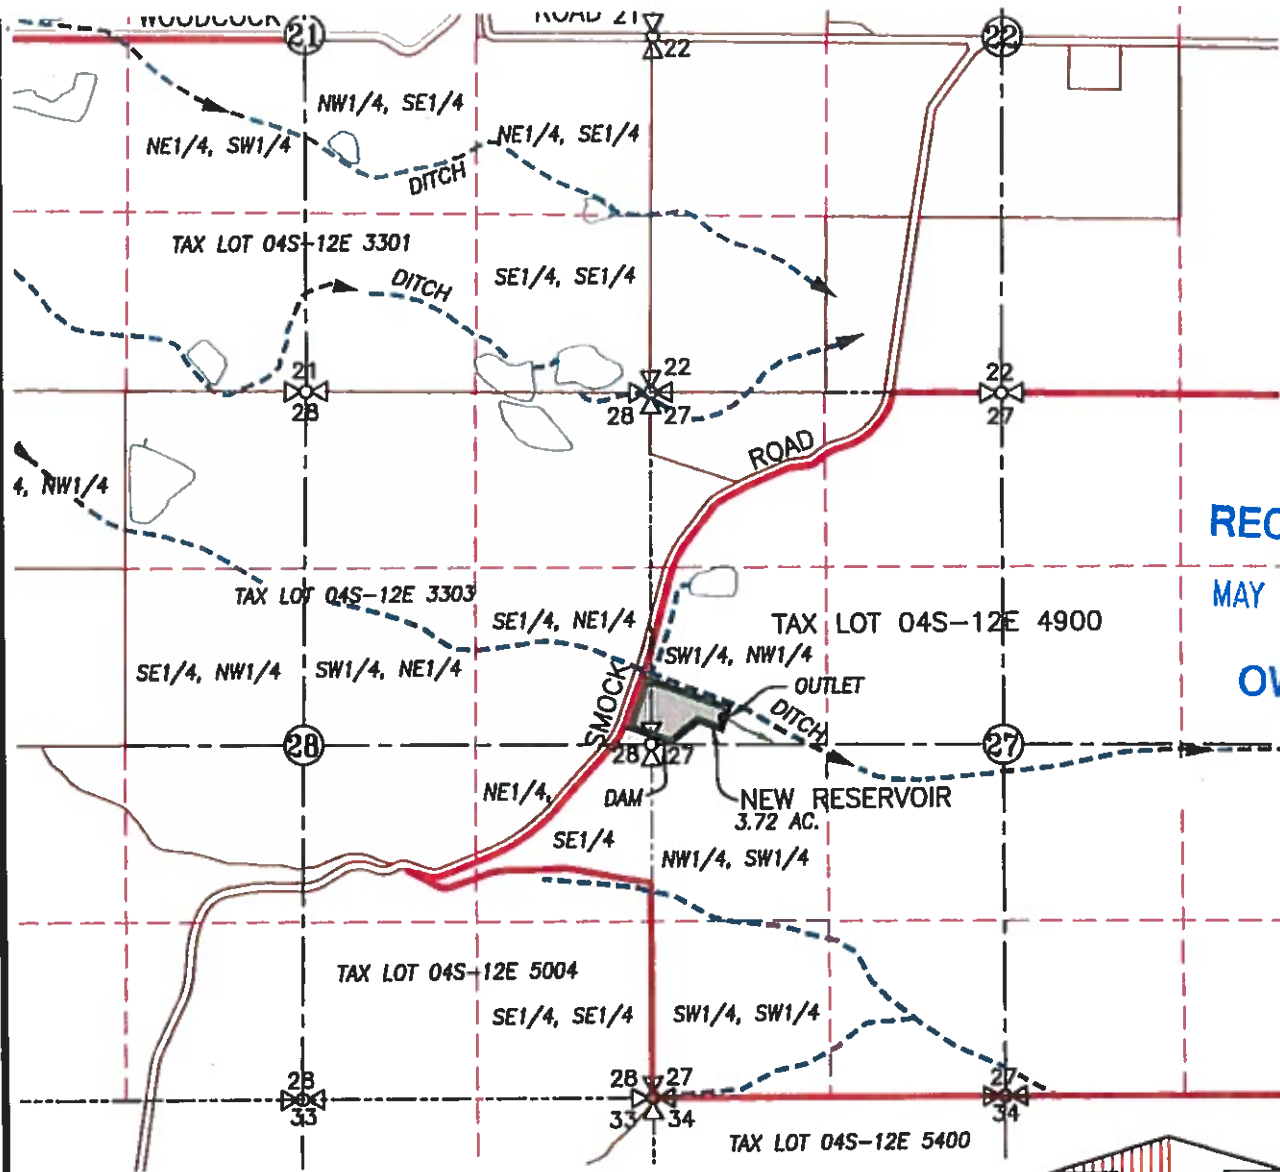 WOODCOCK ROAD 21
21
22
22
NW1/4, SE1/4
NE1/4, SW1/4
NE1/4, SE1/4
DITCH
TAX LOT 04S-12E 3301
SE1/4, SE1/4
DITCH
21
28
22
28 27
22
27
ROAD
4, NW1/4
REC
MAY
TAX LOT 04S-12E 3303
SE1/4, NE1/4
TAX LOT 04S-12E 4900
SE1/4, NW1/4
SW1/4, NE1/4
SW1/4, NW1/4
OUTLET
SMOCK
DITCH
28
28 27
27
NE1/4,
SE1/4
DAM
NEW RESERVOIR
3.72 AC.
NW1/4, SW1/4
TAX LOT 04S-12E 5004
SE1/4, SE1/4
SW1/4, SW1/4
28
33
28 27
33 34
27
34
TAX LOT 04S-12E 5400